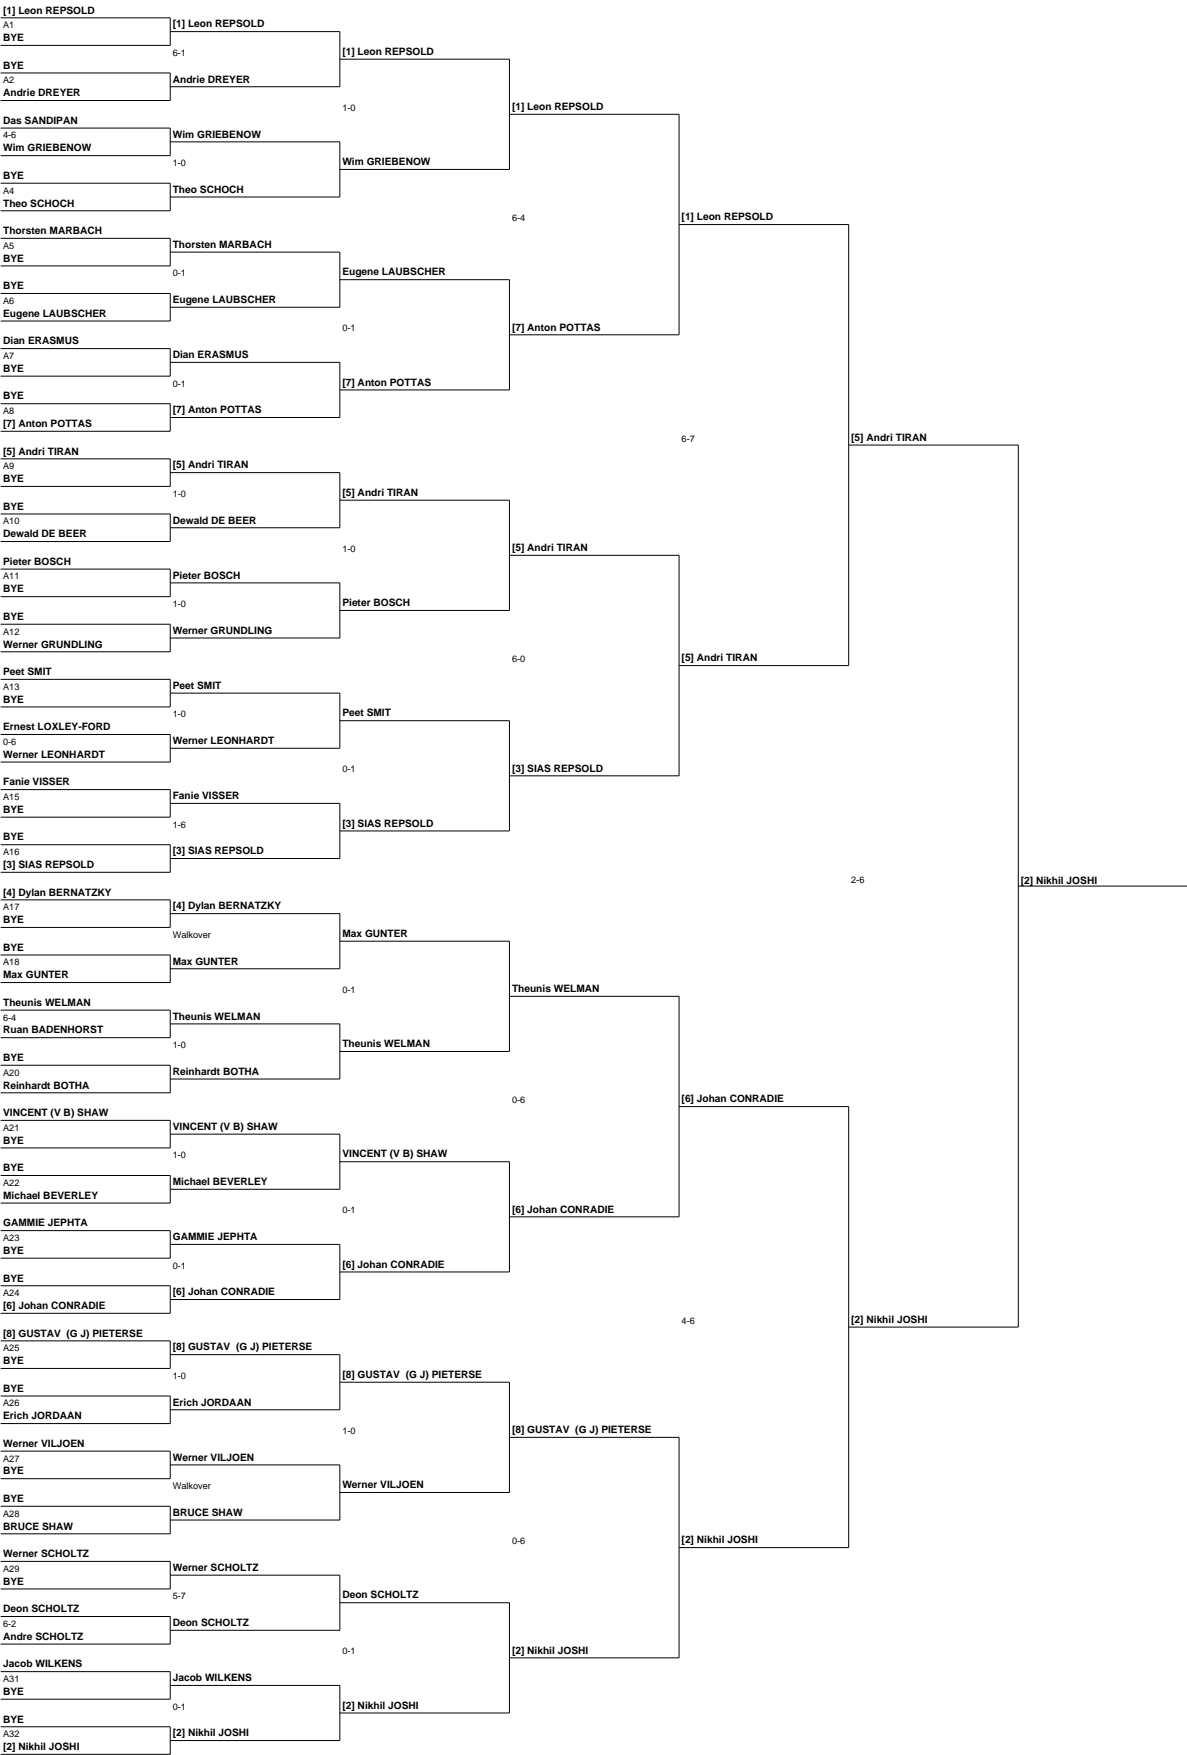 [1] Leon REPSOLD
A1
BYE
BYE
A2
Andrie DREYER
Das SANDIPAN
4-6
Wim GRIEBENOW
BYE
A4
Theo SCHOCH
Thorsten MARBACH
A5
BYE
BYE
A6
Eugene LAUBSCHER
Dian ERASMUS
A7
BYE
BYE
A8
[7] Anton POTTAS
[5] Andri TIRAN
A9
BYE
BYE
A10
Dewald DE BEER
Pieter BOSCH
A11
BYE
BYE
A12
Werner GRUNDLING
Peet SMIT
A13
BYE
Ernest LOXLEY-FORD
0-6
Werner LEONHARDT
Fanie VISSER
A15
BYE
BYE
A16
[3] SIAS REPSOLD
[4] Dylan BERNATZKY
A17
BYE
BYE
A18
Max GUNTER
Theunis WELMAN
6-4
Ruan BADENHORST
BYE
A20
Reinhardt BOTHA
VINCENT (V B) SHAW
A21
BYE
BYE
A22
Michael BEVERLEY
GAMMIE JEPHTA
A23
BYE
BYE
A24
[6] Johan CONRADIE
[8] GUSTAV  (G J) PIETERSE
A25
BYE
BYE
A26
Erich JORDAAN
Werner VILJOEN
A27
BYE
BYE
A28
BRUCE SHAW
Werner SCHOLTZ
A29
BYE
Deon SCHOLTZ
6-2
Andre SCHOLTZ
Jacob WILKENS
A31
BYE
BYE
A32
[2] Nikhil JOSHI
[1] Leon REPSOLD
6-1
Andrie DREYER
Wim GRIEBENOW
1-0
Theo SCHOCH
Thorsten MARBACH
0-1
Eugene LAUBSCHER
Dian ERASMUS
0-1
[7] Anton POTTAS
[5] Andri TIRAN
1-0
Dewald DE BEER
Pieter BOSCH
1-0
Werner GRUNDLING
Peet SMIT
1-0
Werner LEONHARDT
Fanie VISSER
1-6
[3] SIAS REPSOLD
[4] Dylan BERNATZKY
Walkover
Max GUNTER
Theunis WELMAN
1-0
Reinhardt BOTHA
VINCENT (V B) SHAW
1-0
Michael BEVERLEY
GAMMIE JEPHTA
0-1
[6] Johan CONRADIE
[8] GUSTAV  (G J) PIETERSE
1-0
Erich JORDAAN
Werner VILJOEN
Walkover
BRUCE SHAW
Werner SCHOLTZ
5-7
Deon SCHOLTZ
Jacob WILKENS
0-1
[2] Nikhil JOSHI
[1] Leon REPSOLD
1-0
Wim GRIEBENOW
Eugene LAUBSCHER
0-1
[7] Anton POTTAS
[5] Andri TIRAN
1-0
Pieter BOSCH
Peet SMIT
0-1
[3] SIAS REPSOLD
Max GUNTER
0-1
Theunis WELMAN
VINCENT (V B) SHAW
0-1
[6] Johan CONRADIE
[8] GUSTAV  (G J) PIETERSE
1-0
Werner VILJOEN
Deon SCHOLTZ
0-1
[2] Nikhil JOSHI
[1] Leon REPSOLD
6-4
[7] Anton POTTAS
[5] Andri TIRAN
6-0
[3] SIAS REPSOLD
Theunis WELMAN
0-6
[6] Johan CONRADIE
[8] GUSTAV  (G J) PIETERSE
0-6
[2] Nikhil JOSHI
[1] Leon REPSOLD
6-7
[5] Andri TIRAN
[6] Johan CONRADIE
4-6
[2] Nikhil JOSHI
[5] Andri TIRAN
2-6
[2] Nikhil JOSHI
[2] Nikhil JOSHI